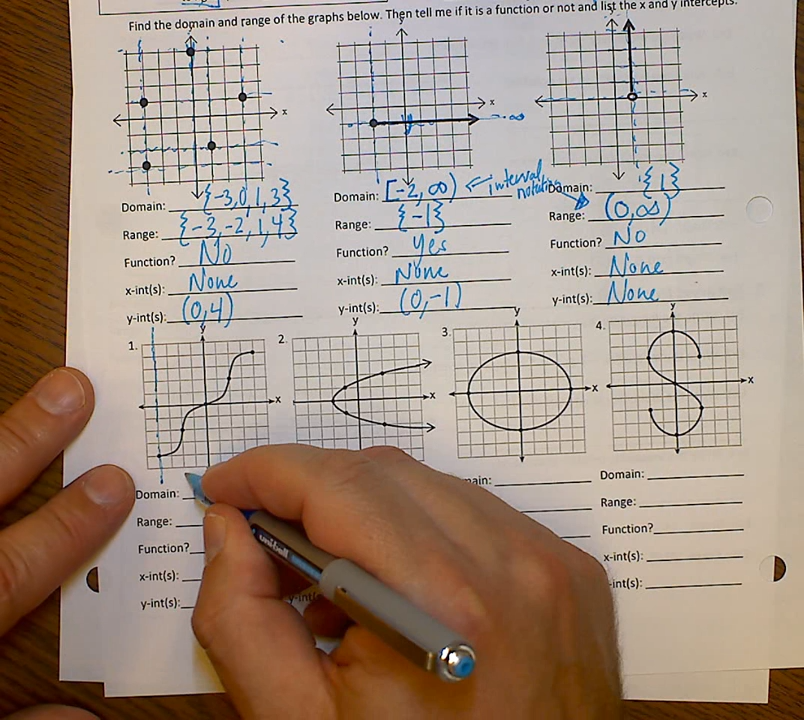 Find the domain and range of the graphs below. Then tell me if it is a function or not and list the x and y intercepts.
y
x
x
-∞
y
x
Domain: {-3,0,1,3}
Range: {-3,-2,1,4}
Function? No
x-int(s): None
y-int(s): (0,4)
Domain: [-2,∞) interval notation
Range: {-1}
Function? yes
x-int(s): None
y-int(s): (0,-1)
Domain: {1}
Range: (0,∞)
Function? No
x-int(s): None
y-int(s): None
1.
y
x
2.
y
x
3.
y
x
4.
y
x
Domain:
Range:
Function?
x-int(s):
y-int(s):
y-int(s):
main:
Domain:
Range:
Function?
x-int(s):
-int(s):
uniball